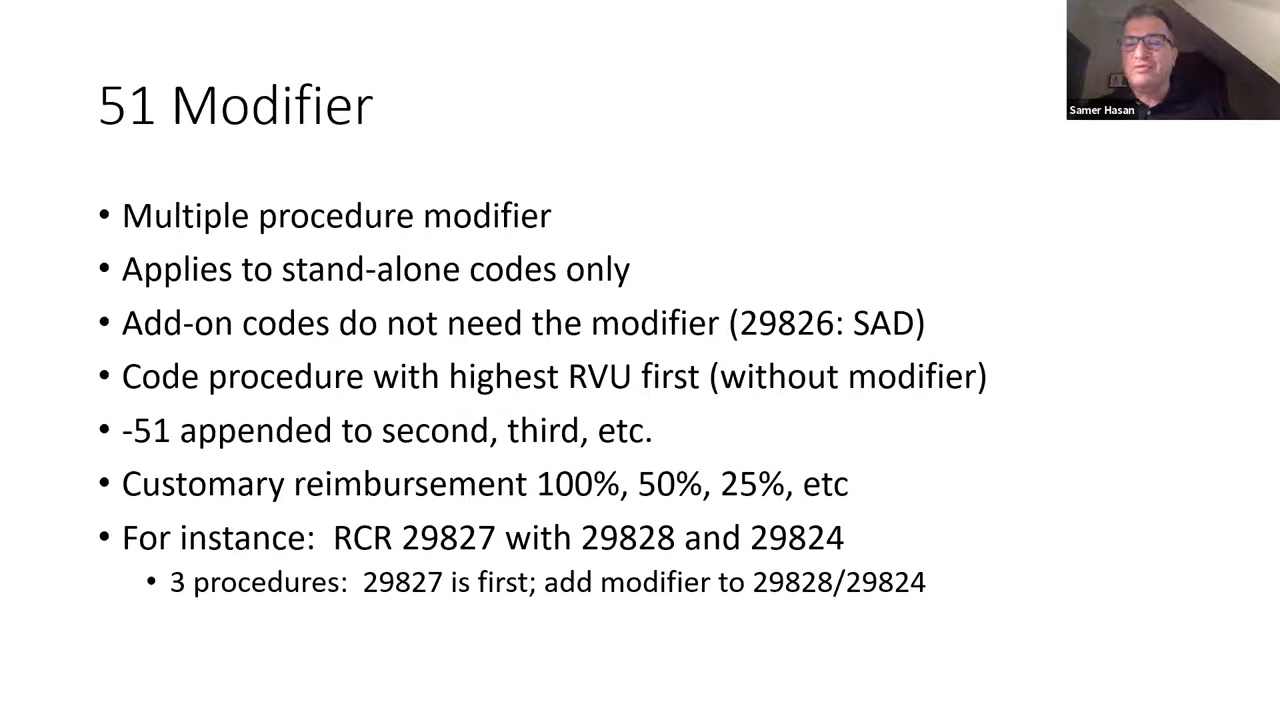 51 Modifier
Samer Hasan
• Multiple procedure modifier
• Applies to stand-alone codes only
• Add-on codes do not need the modifier (29826: SAD)
• Code procedure with highest RVU first (without modifier)
• -51 appended to second, third, etc.
• Customary reimbursement 100%, 50%, 25%, etc
• For instance:  RCR 29827 with 29828 and 29824
• 3 procedures:  29827 is first; add modifier to 29828/29824